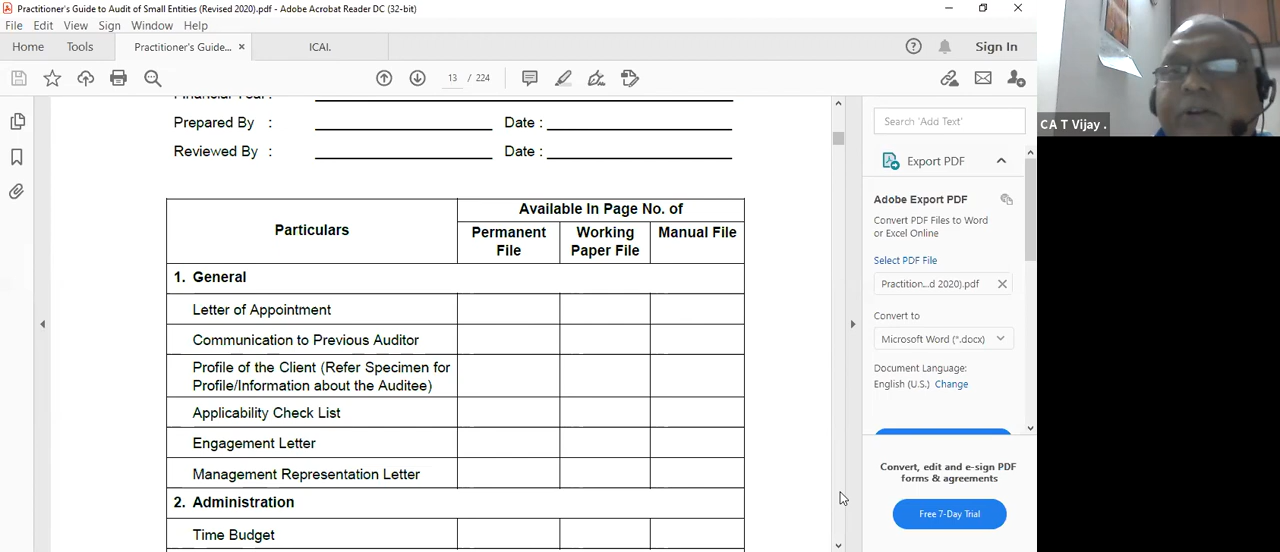 Practitioner's Guide to Audit of Small Entities (Revised 2020).pdf - Adobe Acrobat Reader DC (32-bit)
File Edit View Sign Window Help
Home Tools Practitioner's Guide... × ICAI. Sign In
13 / 224
Financial Year :
Prepared By : Date :
Reviewed By : Date :
Particulars
Available In Page No. of
Permanent File
Working Paper File
Manual File
1. General
Letter of Appointment
Communication to Previous Auditor
Profile of the Client (Refer Specimen for
Profile/Information about the Auditee)
Applicability Check List
Engagement Letter
Management Representation Letter
2. Administration
Time Budget
Search 'Add Text'
Export PDF
Adobe Export PDF
Convert PDF Files to Word
or Excel Online
Select PDF File
Practition...d 2020).pdf ×
Convert to
Microsoft Word (*.docx)
Document Language:
English (U.S.) Change
Convert, edit and e-sign PDF
forms & agreements
Free 7-Day Trial
CA T Vijay .